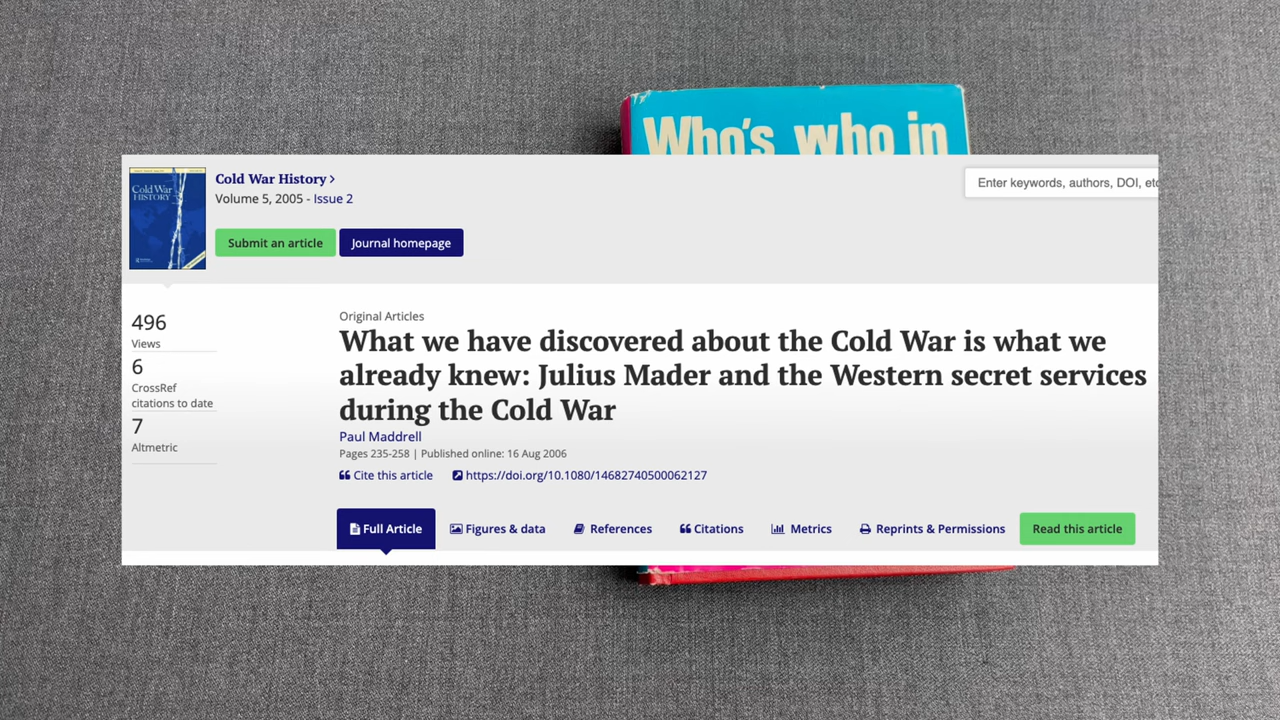 Who's who in
Cold War
HISTORY
Cold War History >
Volume 5, 2005 - Issue 2
Enter keywords, authors, DOI, etc
Submit an article
Journal homepage
496
Views
6
CrossRef
citations to date
7
Altmetric
Original Articles
What we have discovered about the Cold War is what we
already knew: Julius Mader and the Western secret services
during the Cold War
Paul Maddrell
Pages 235-258 | Published online: 16 Aug 2006
Cite this article
https://doi.org/10.1080/14682740500062127
Full Article
Figures & data
References
Citations
Metrics
Reprints & Permissions
Read this article